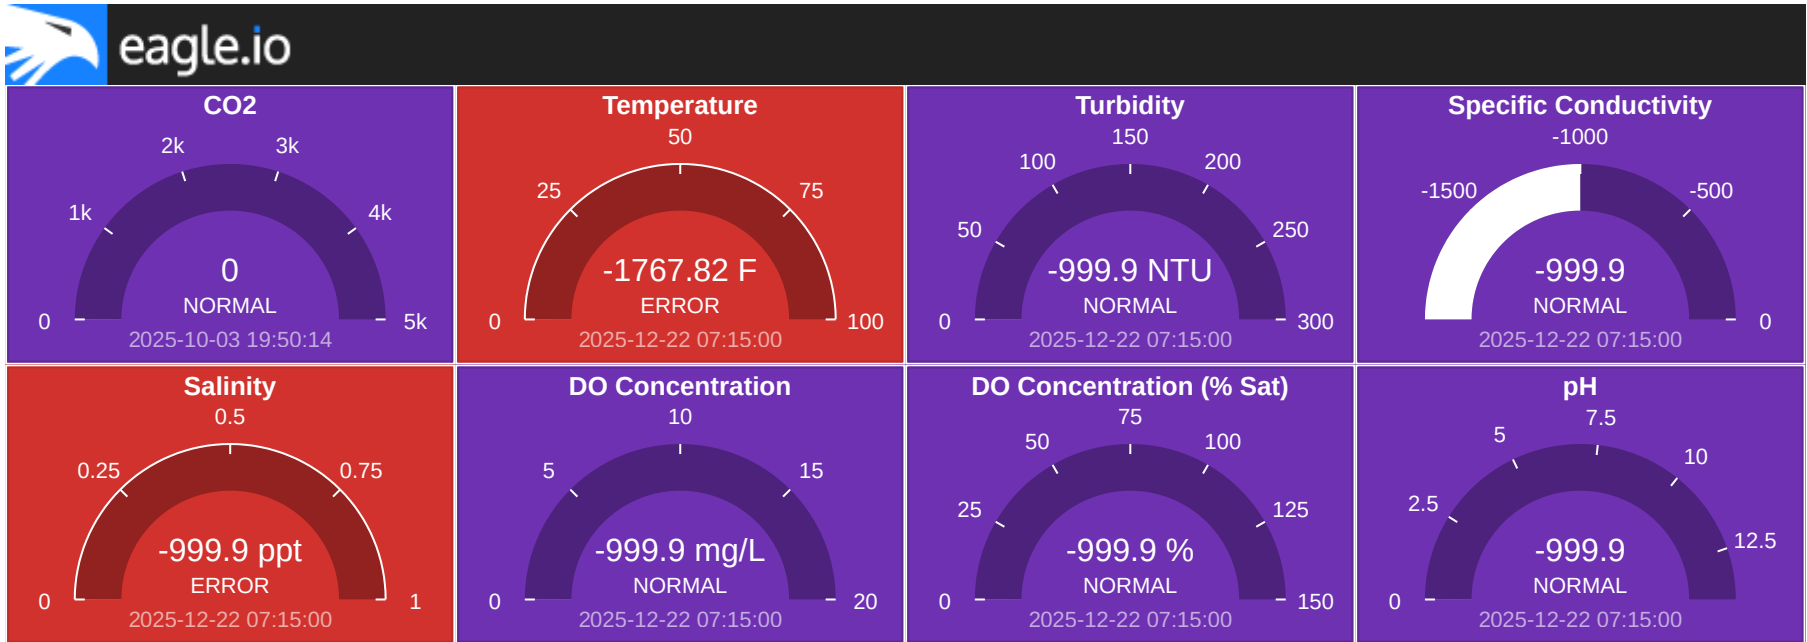 eagle.io
CO2
0
1k
2k
3k
4k
5k
0
NORMAL
2025-10-03 19:50:14
Temperature
0
25
50
75
100
-1767.82 F
ERROR
2025-12-22 07:15:00
Turbidity
0
50
100
150
200
250
300
-999.9 NTU
NORMAL
2025-12-22 07:15:00
Specific Conductivity
-1500
-1000
-500
0
-999.9
NORMAL
2025-12-22 07:15:00
Salinity
0
0.25
0.5
0.75
1
-999.9 ppt
ERROR
2025-12-22 07:15:00
DO Concentration
0
5
10
15
20
-999.9 mg/L
NORMAL
2025-12-22 07:15:00
DO Concentration (% Sat)
0
25
50
75
100
125
150
-999.9 %
NORMAL
2025-12-22 07:15:00
pH
0
2.5
5
7.5
10
12.5
-999.9
NORMAL
2025-12-22 07:15:00